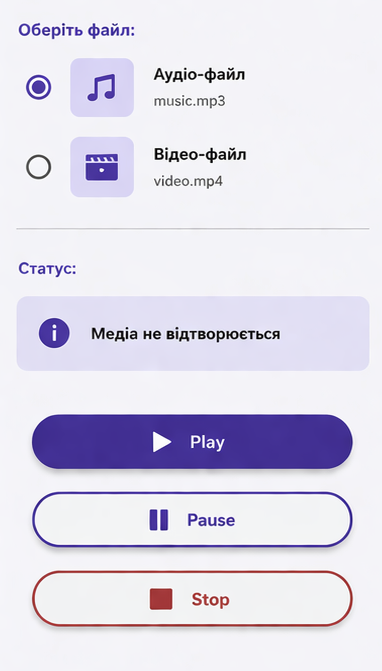 Оберіть файл:
Аудіо-файл
music.mp3
Відео-файл
video.mp4
Статус:
Медіа не відтворюється
Play
Pause
Stop